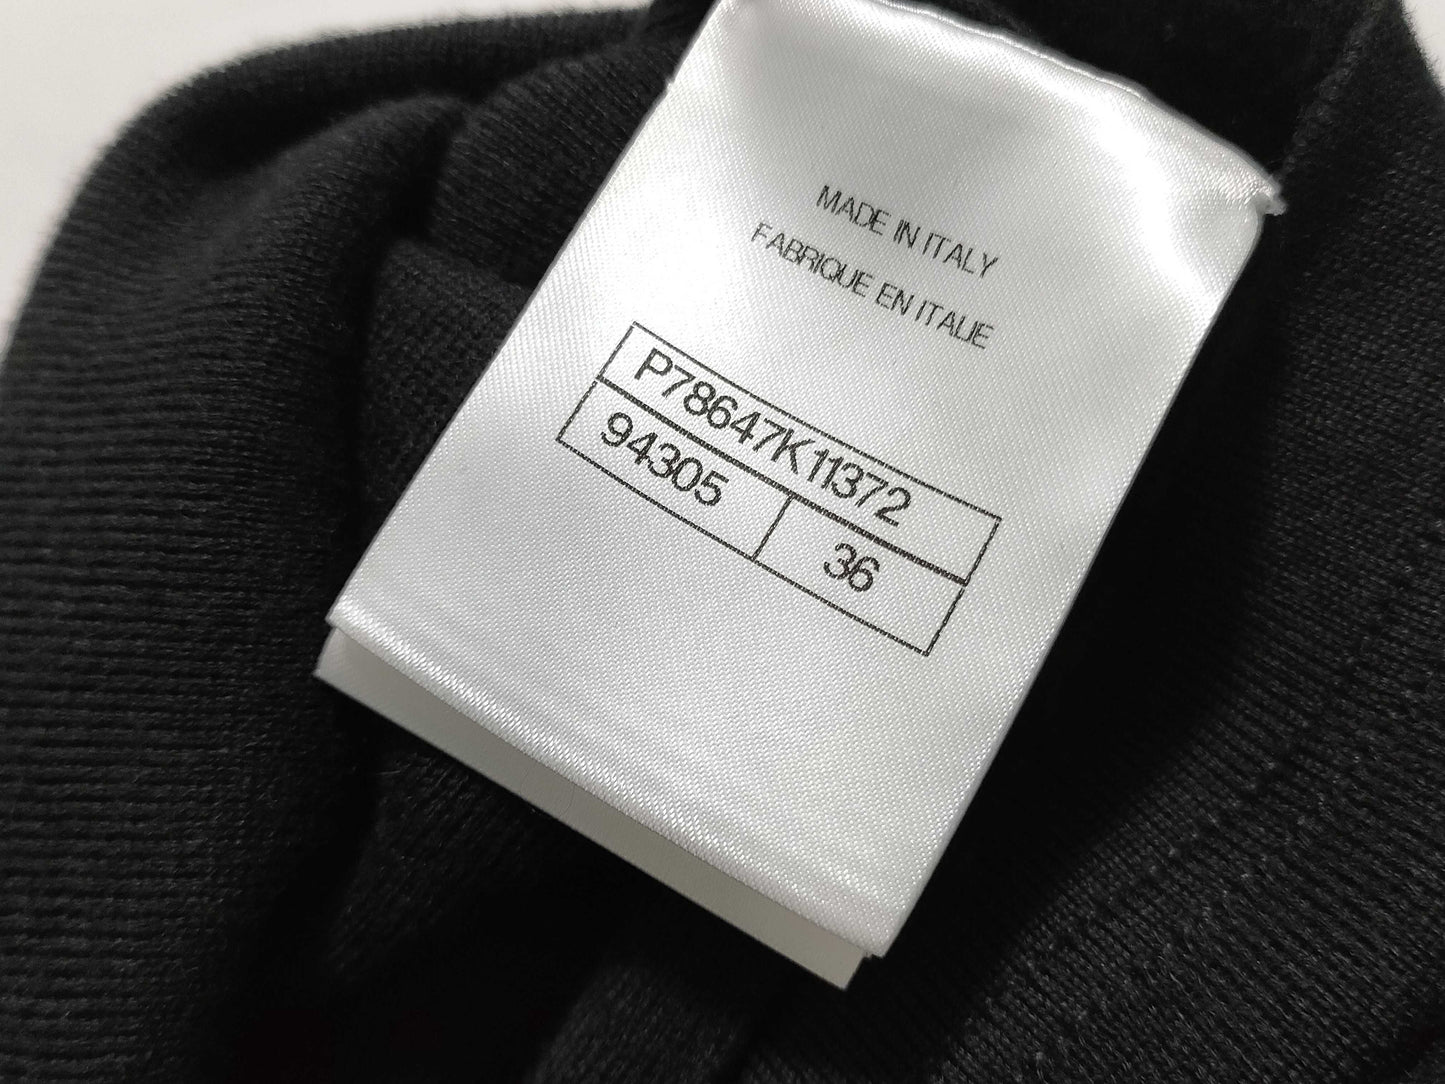 MADE IN ITALY
FABRIQUE EN ITALIE
P78647K11372
94305
36